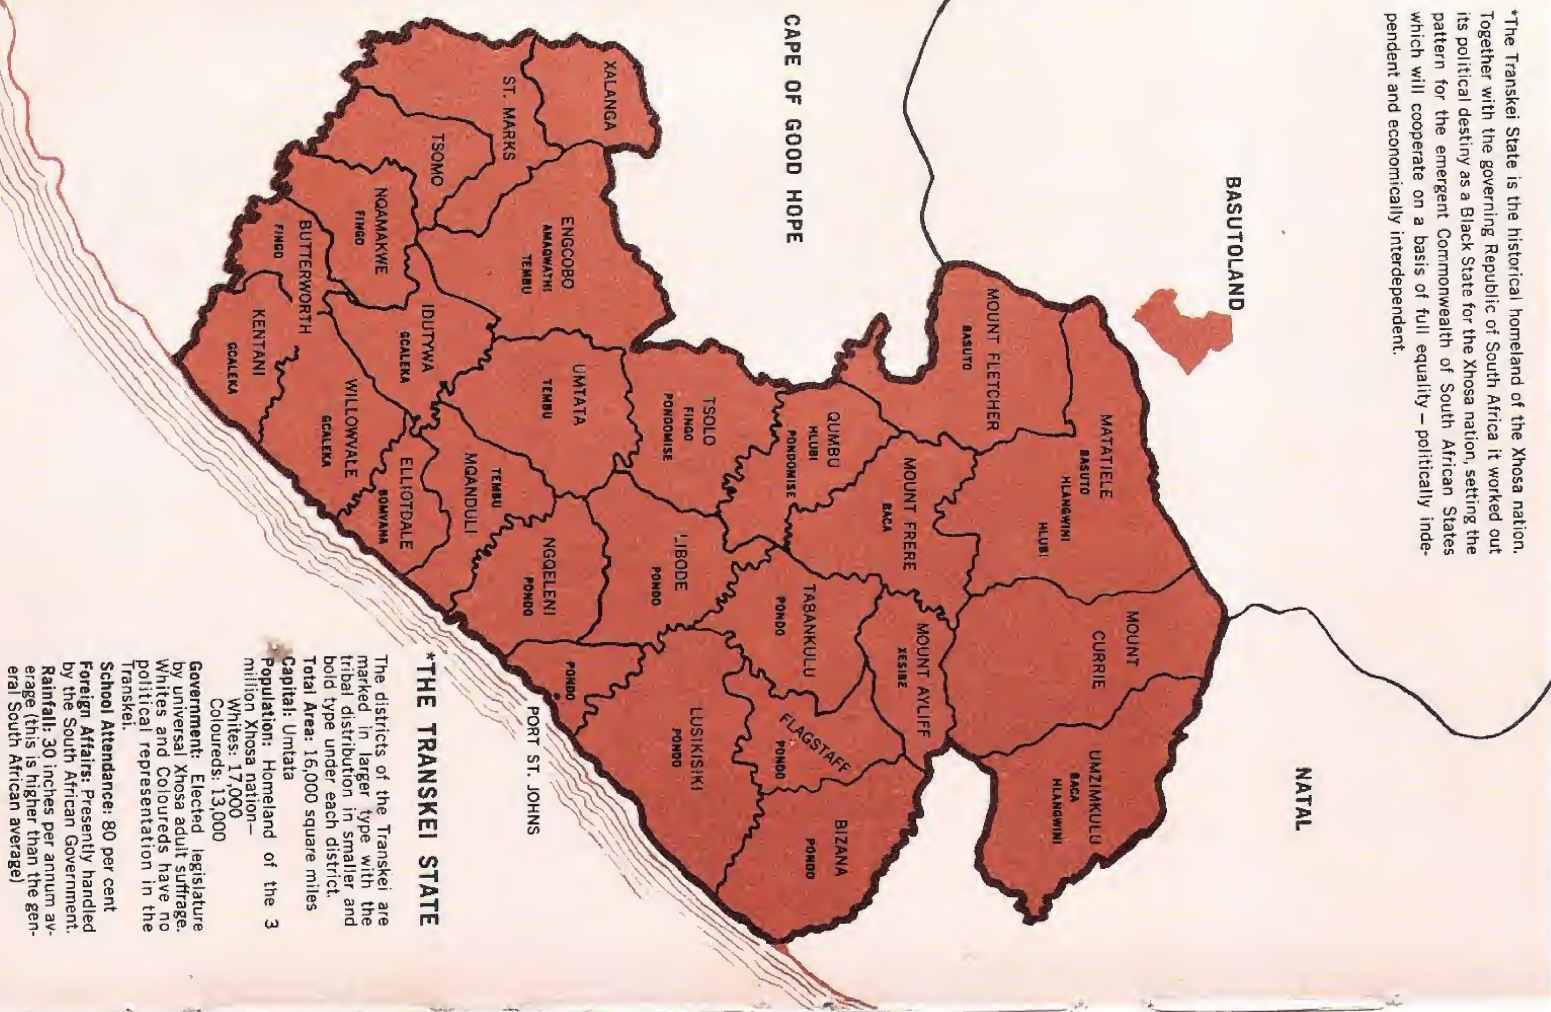 *The Transkei State is the historical homeland of the Xhosa nation.
Together with the governing Republic of South Africa it worked out
its political destiny as a Black State for the Xhosa nation, setting the
pattern for the emergent Commonwealth of South African States
which will cooperate on a basis of full equality – politically inde-
pendent and economically interdependent.
BASUTOLAND
NATAL
CAPE OF GOOD HOPE
MATATIELE
BASUTO
HLANGWINI
HLUBI
MOUNT
CURRIE
UMZIMKULU
BACA
HLANGWINI
MOUNT FLETCHER
BASUTO
MOUNT FRERE
BACA
MOUNT AYLIFF
XESIBE
QUMBU
HLUBI
PONDOMISE
TABANKULU
PONDO
FLAGSTAFF
PONDO
BIZANA
PONDO
TSOLO
FINGO
PONDOMISE
LIBODE
PONDO
LUSIKISIKI
PONDO
XALANGA
ST. MARKS
ENGCOBO
AMAQWATHI
TEMBU
UMTATA
TEMBU
NGQELENI
PONDO
PONDO
PORT ST. JOHNS
TSOMO
NQAMAKWE
FINGO
IDUTYWA
GCALEKA
TEMBU
MQANDULI
ELLIOTDALE
BOMVANA
BUTTERWORTH
FINGO
WILLOWVALE
GCALEKA
KENTANI
GCALEKA
*THE TRANSKEI STATE
The districts of the Transkei are
marked in larger type with the
tribal distribution in smaller and
bold type under each district.
Total Area: 16,000 square miles
Capital: Umtata
Population: Homeland of the 3
million Xhosa nation—
Whites: 17,000
Coloureds: 13,000
Government: Elected legislature
by universal Xhosa adult suffrage.
Whites and Coloureds have no
political representation in the
Transkei.
School Attendance: 80 per cent
Foreign Affairs: Presently handled
by the South African Government.
Rainfall: 30 inches per annum av-
erage (this is higher than the gen-
eral South African average)